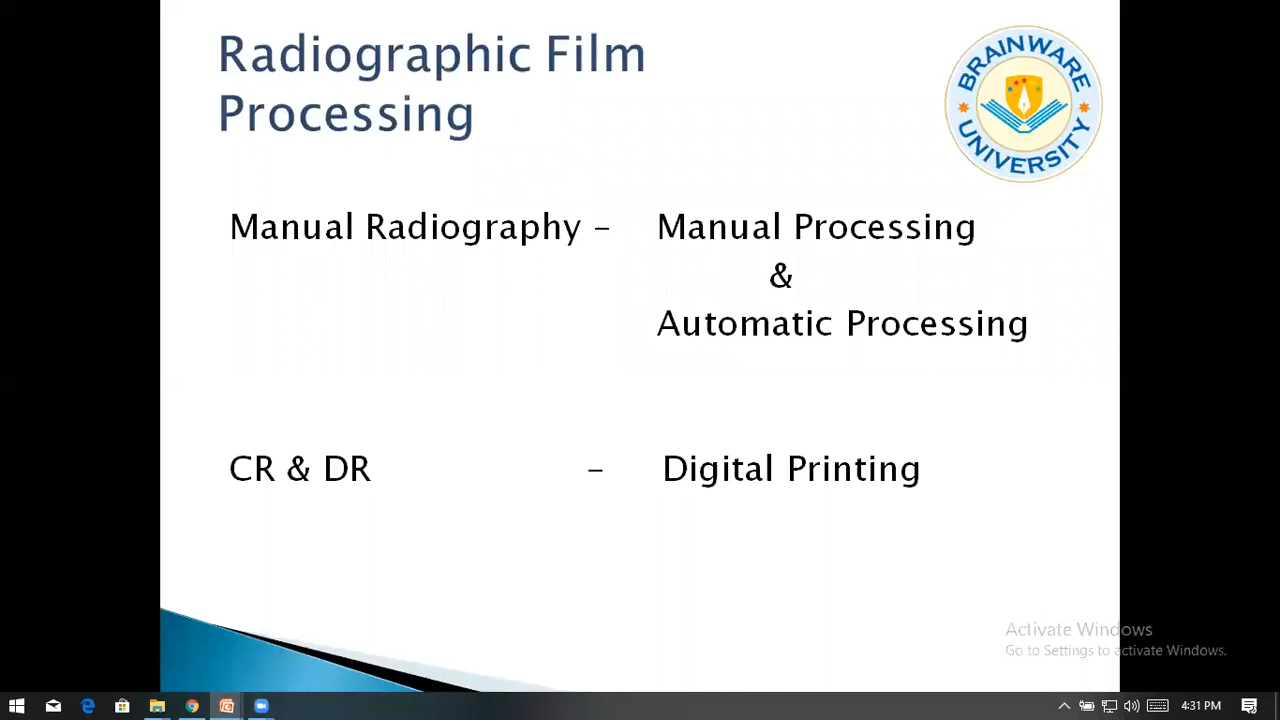 Radiographic Film
Processing
BRAINWARE
UNIVERSITY
Manual Radiography - Manual Processing
&
Automatic Processing
CR & DR - Digital Printing
Activate Windows
Go to Settings to activate Windows.
4:31 PM